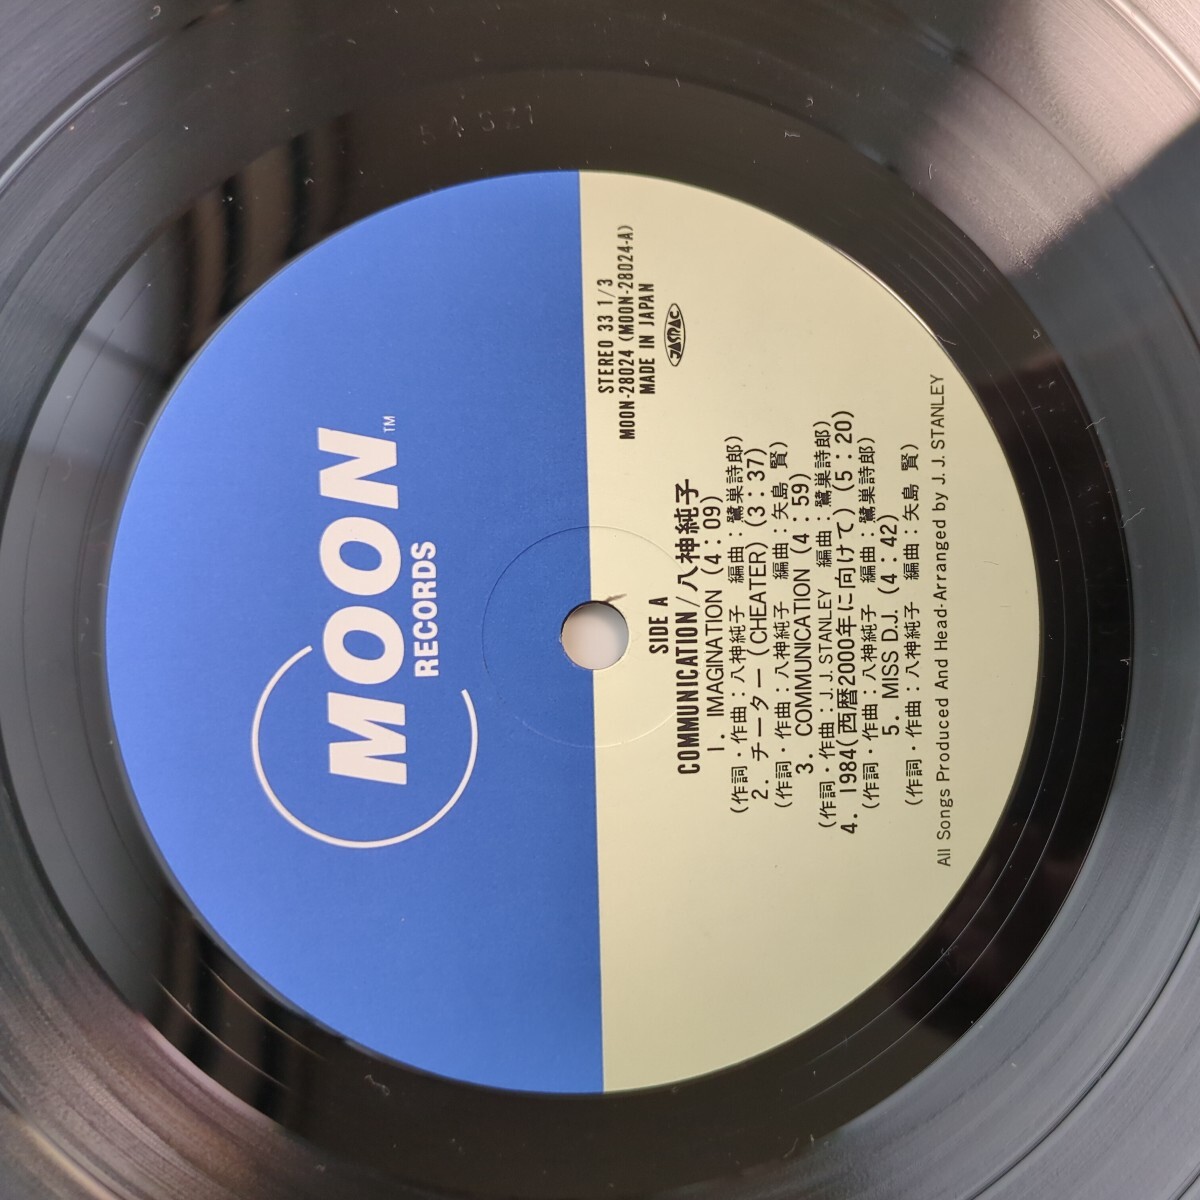 MOON™
RECORDS
STEREO 33 1/3
MOON-28024 (MOON-28024-A)
MADE IN JAPAN
JASRAC
SIDE A
COMMUNICATION/八神純子
1. IMAGINATION (4:09)
(作詞・作曲:八神純子 編曲:鷺巣詩郎)
2. チーター(CHEATER) (3:37)
(作詞・作曲:八神純子 編曲:矢島 賢)
3. COMMUNICATION (4:59)
(作詞・作曲:J.J. STANLEY 編曲:鷺巣詩郎)
4. 1984(西暦2000年に向けて) (5:20)
(作詞・作曲:八神純子 編曲:鷺巣詩郎)
5. MISS D.J. (4:42)
(作詞・作曲:八神純子 編曲:矢島 賢)
All Songs Produced And Head-Arranged by J.J. STANLEY